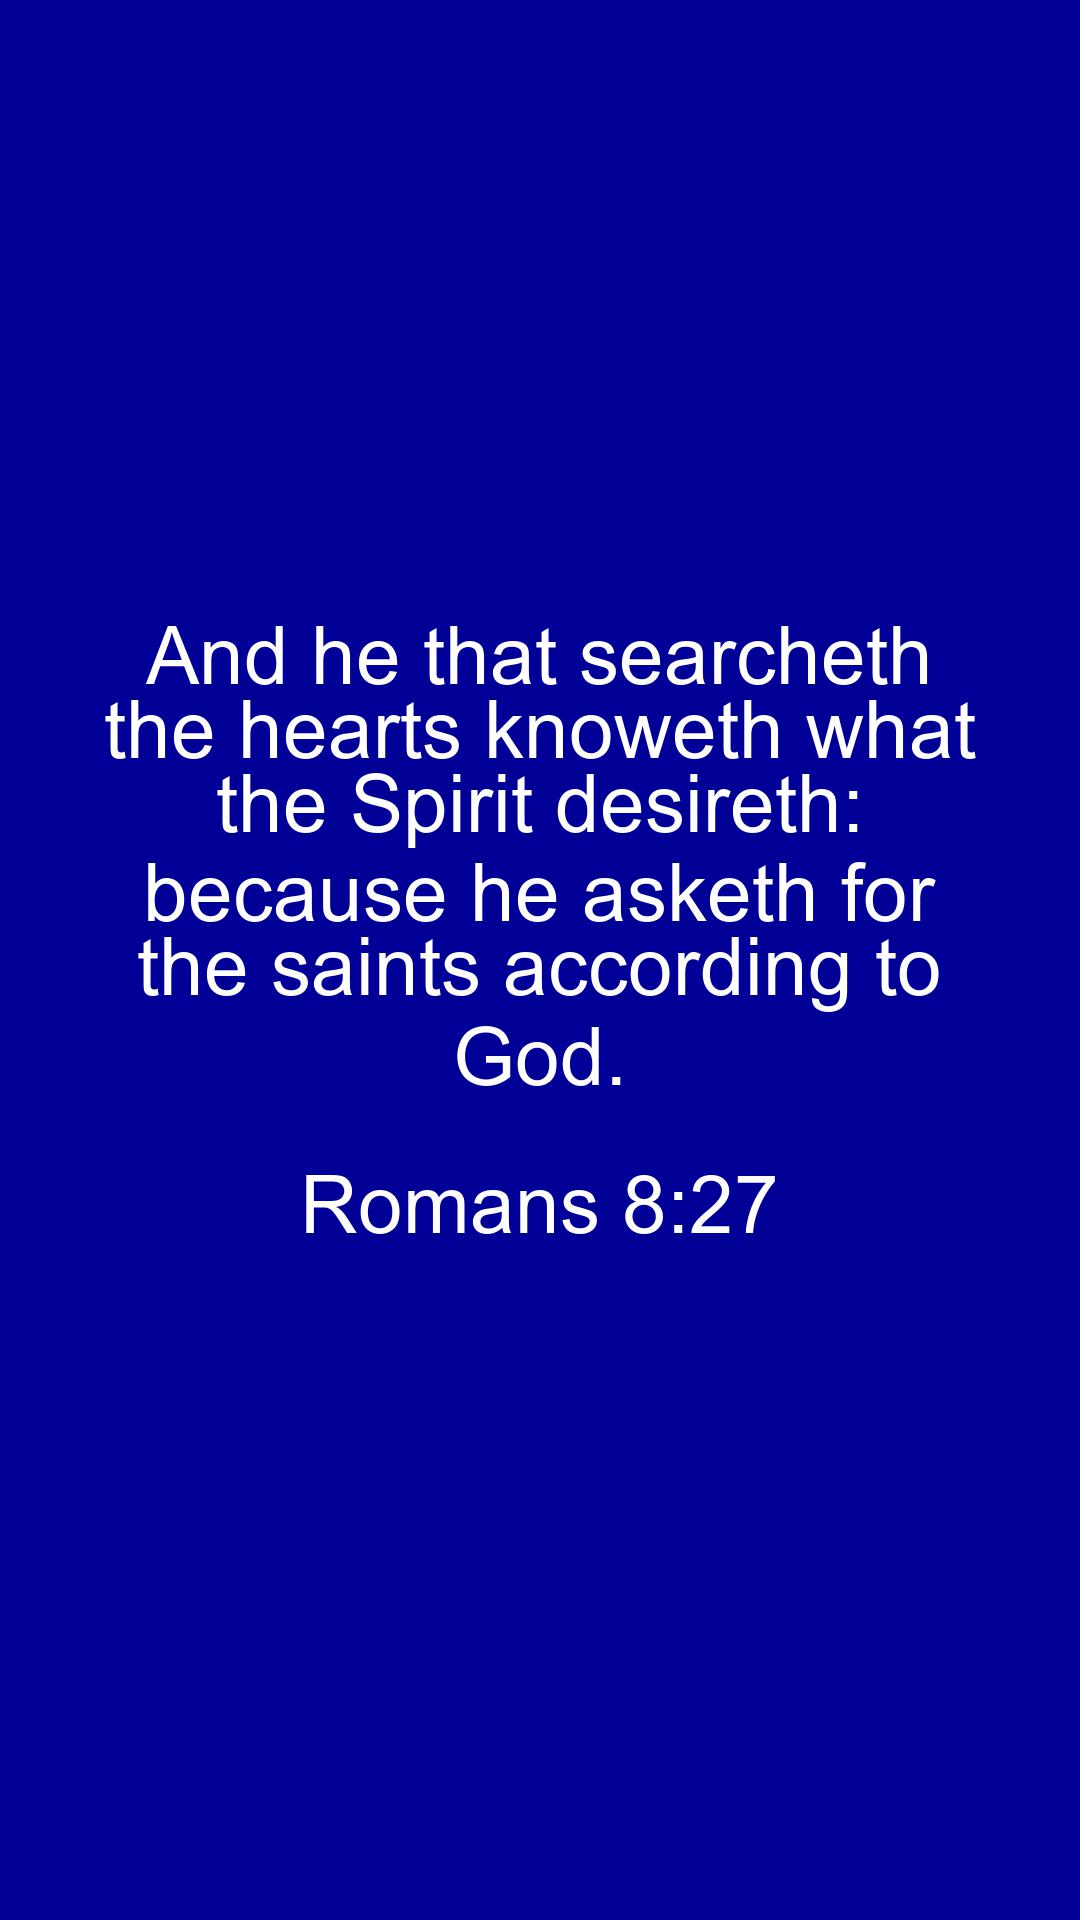 And he that searcheth
the hearts knoweth what
the Spirit desireth:
because he asketh for
the saints according to
God.
Romans 8:27